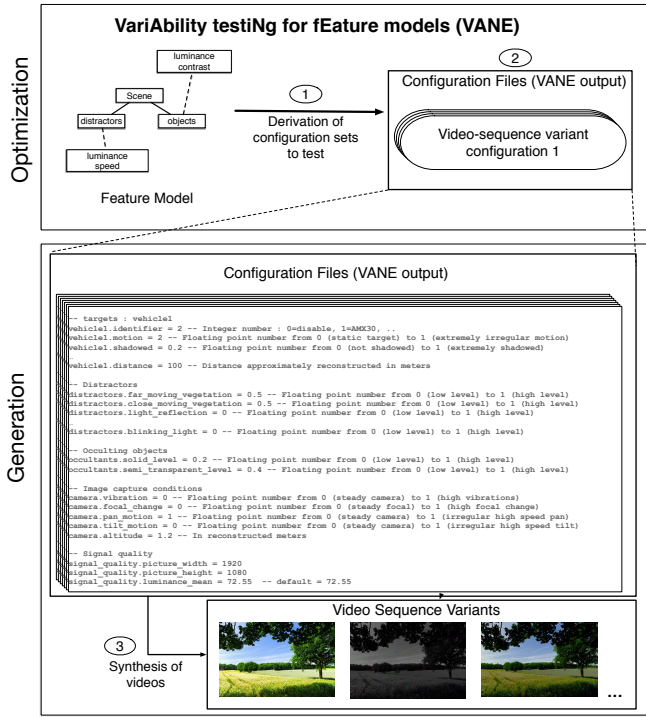 VariAbility testiNg for fEature models (VANE)
Optimization
luminance
contrast
Scene
distractors
objects
luminance
speed
Feature Model
1
Derivation of
configuration sets
to test
2
Configuration Files (VANE output)
Video-sequence variant
configuration 1
Generation
Configuration Files (VANE output)
-- targets : vehicle1
vehicle1.identifier = 2 -- Integer number : 0=disable, 1=AMX30, ..
vehicle1.motion = 2 -- Floating point number from 0 (static target) to 1 (extremely irregular motion)
vehicle1.shadowed = 0.2 -- Floating point number from 0 (not shadowed) to 1 (extremely shadowed)
…
vehicle1.distance = 100 -- Distance approximately reconstructed in meters
-- Distractors
distractors.far_moving_vegetation = 0.5 -- Floating point number from 0 (low level) to 1 (high level)
distractors.close_moving_vegetation = 0.5 -- Floating point number from 0 (low level) to 1 (high level)
distractors.light_reflection = 0 -- Floating point number from 0 (low level) to 1 (high level)
…
distractors.blinking_light = 0 -- Floating point number from 0 (low level) to 1 (high level)
-- Occulting objects
occultants.solid_level = 0.2 -- Floating point number from 0 (low level) to 1 (high level)
occultants.semi_transparent_level = 0.4 -- Floating point number from 0 (low level) to 1 (high level)
-- Image capture conditions
camera.vibration = 0 -- Floating point number from 0 (steady camera) to 1 (high vibrations)
camera.focal_change = 0 -- Floating point number from 0 (steady focal) to 1 (high focal change)
camera.pan_motion = 1 -- Floating point number from 0 (steady camera) to 1 (irregular high speed pan)
camera.tilt_motion = 0 -- Floating point number from 0 (steady camera) to 1 (irregular high speed tilt)
camera.altitude = 1.2 -- In reconstructed meters
-- Signal quality
signal_quality.picture_width = 1920
signal_quality.picture_height = 1080
signal_quality.luminance_mean = 72.55 -- default = 72.55
3
Synthesis of
videos
Video Sequence Variants
...